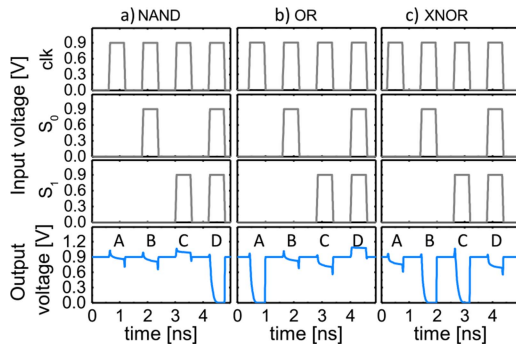 a) NAND b) OR c) XNOR
Input voltage [V]
clk
0.9
0.6
0.3
0.0
S0
0.9
0.6
0.3
0.0
S1
0.9
0.6
0.3
0.0
Output voltage [V]
1.2
0.9
0.6
0.3
0.0
A B C D A B C D A B C D
0 1 2 3 4 0 1 2 3 4 0 1 2 3 4
time [ns] time [ns] time [ns]